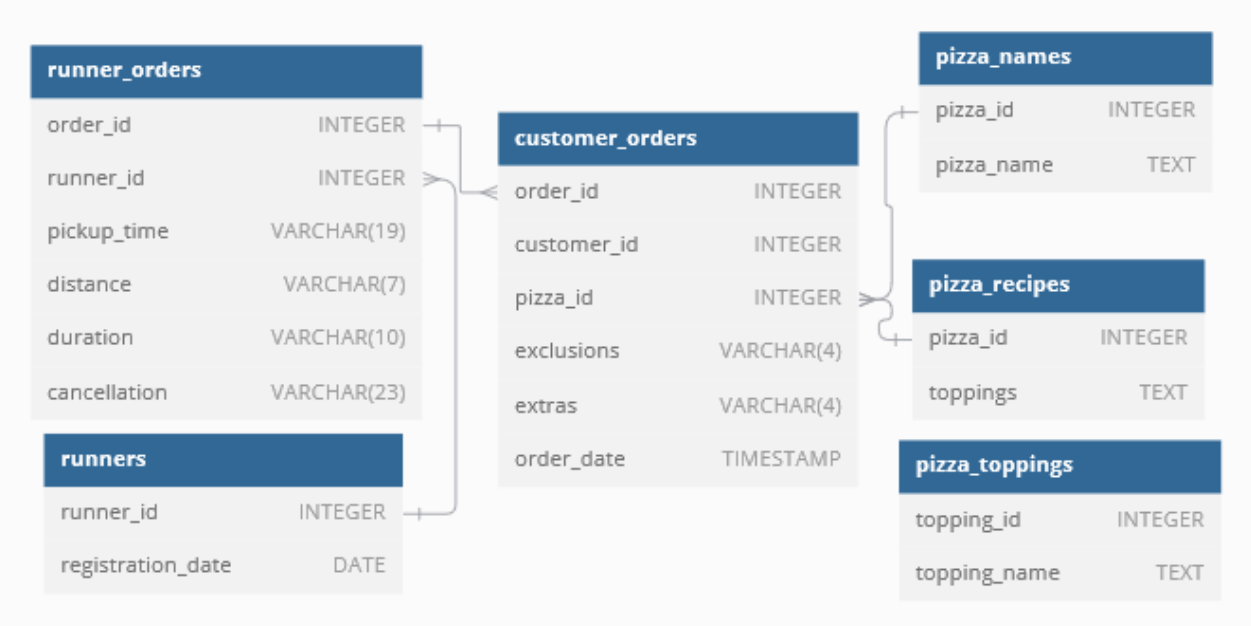 runner_orders
order_id INTEGER
runner_id INTEGER
pickup_time VARCHAR(19)
distance VARCHAR(7)
duration VARCHAR(10)
cancellation VARCHAR(23)
runners
runner_id INTEGER
registration_date DATE
customer_orders
order_id INTEGER
customer_id INTEGER
pizza_id INTEGER
exclusions VARCHAR(4)
extras VARCHAR(4)
order_date TIMESTAMP
pizza_names
pizza_id INTEGER
pizza_name TEXT
pizza_recipes
pizza_id INTEGER
toppings TEXT
pizza_toppings
topping_id INTEGER
topping_name TEXT